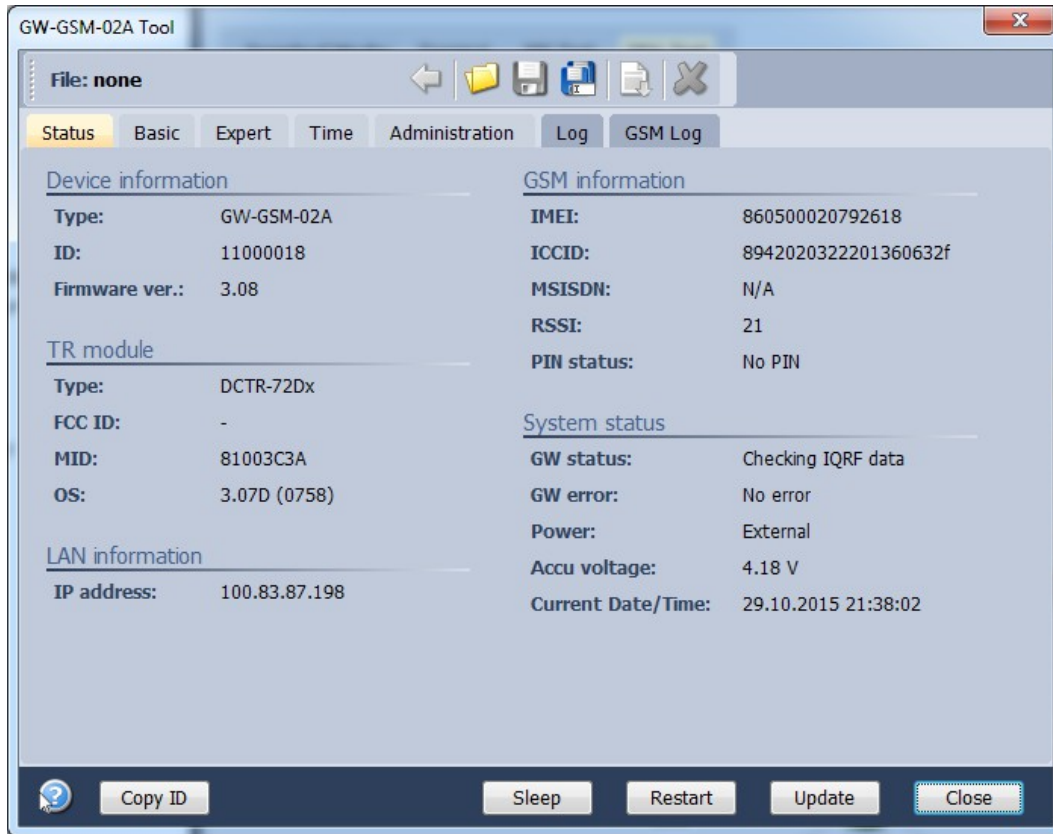 GW-GSM-02A Tool
File: none
Status Basic Expert Time Administration Log GSM Log
Device information
Type: GW-GSM-02A
ID: 11000018
Firmware ver.: 3.08
TR module
Type: DCTR-72Dx
FCC ID: -
MID: 81003C3A
OS: 3.07D (0758)
LAN information
IP address: 100.83.87.198
GSM information
IMEI: 860500020792618
ICCID: 8942020322201360632f
MSISDN: N/A
RSSI: 21
PIN status: No PIN
System status
GW status: Checking IQRF data
GW error: No error
Power: External
Accu voltage: 4.18 V
Current Date/Time: 29.10.2015 21:38:02
Copy ID Sleep Restart Update Close